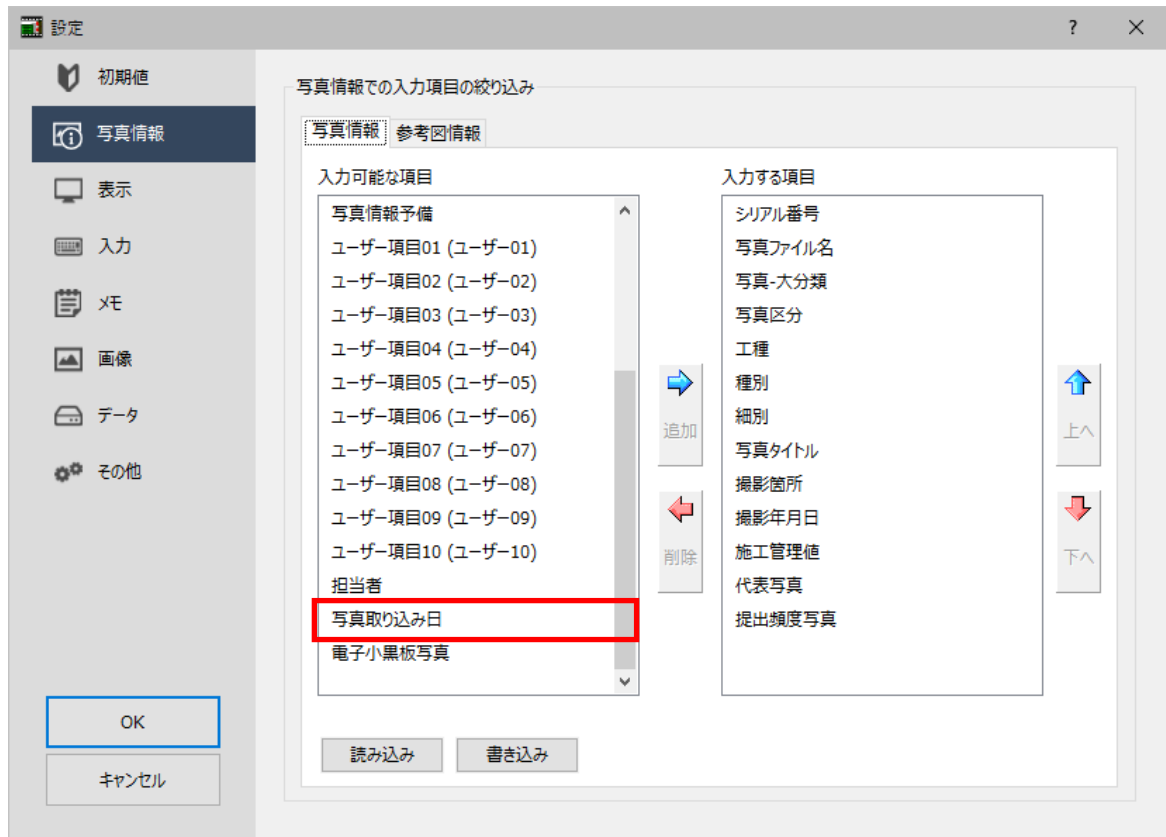 設定
?
初期値
写真情報
表示
入力
メモ
画像
データ
その他
OK
キャンセル
写真情報での入力項目の絞り込み
写真情報 参考図情報
入力可能な項目
写真情報予備
ユーザー項目01 (ユーザー01)
ユーザー項目02 (ユーザー02)
ユーザー項目03 (ユーザー03)
ユーザー項目04 (ユーザー04)
ユーザー項目05 (ユーザー05)
ユーザー項目06 (ユーザー06)
ユーザー項目07 (ユーザー07)
ユーザー項目08 (ユーザー08)
ユーザー項目09 (ユーザー09)
ユーザー項目10 (ユーザー10)
担当者
写真取り込み日
電子小黒板写真
追加
削除
入力する項目
シリアル番号
写真ファイル名
写真-大分類
写真区分
工種
種別
細別
写真タイトル
撮影箇所
撮影年月日
施工管理値
代表写真
提出頻度写真
上へ
下へ
読み込み 書き込み